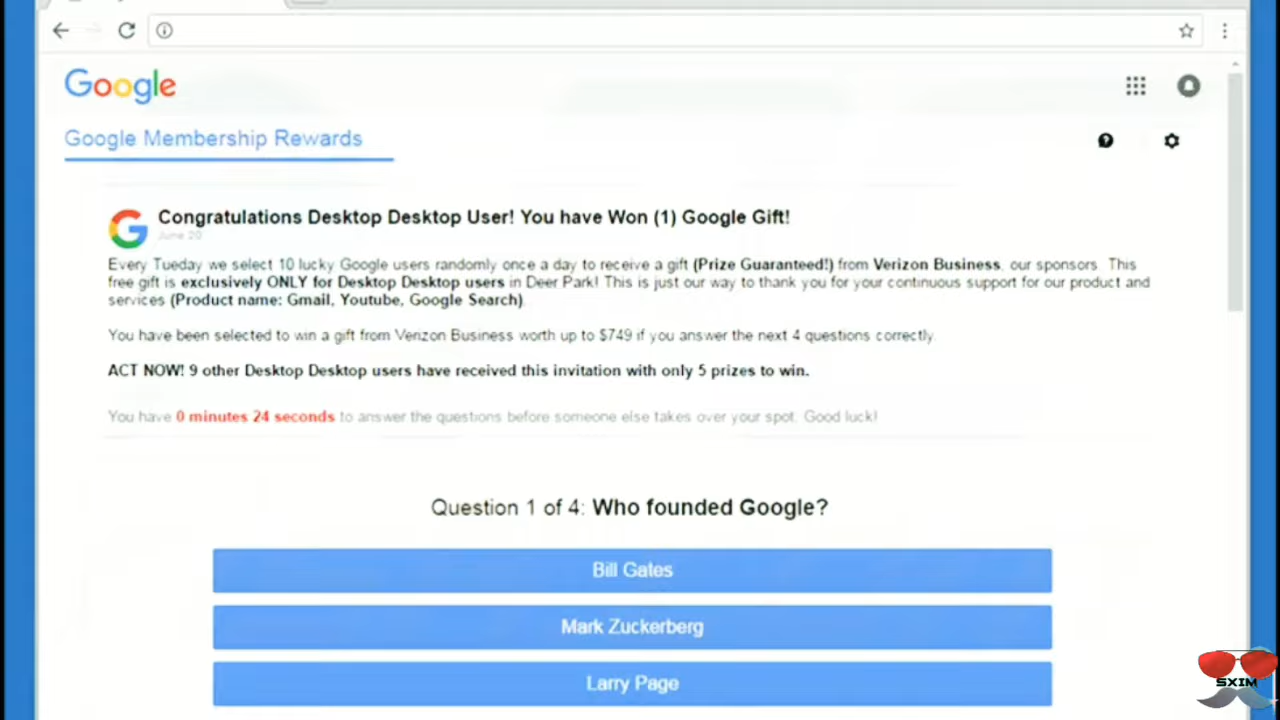 Google
Google Membership Rewards
Congratulations Desktop Desktop User! You have Won (1) Google Gift!
June 20
Every Tueday we select 10 lucky Google users randomly once a day to receive a gift (Prize Guaranteed!) from Verizon Business, our sponsors. This
free gift is exclusively ONLY for Desktop Desktop users in Deer Park! This is just our way to thank you for your continuous support for our product and
services (Product name: Gmail, Youtube, Google Search).
You have been selected to win a gift from Verizon Business worth up to $749 if you answer the next 4 questions correctly.
ACT NOW! 9 other Desktop Desktop users have received this invitation with only 5 prizes to win.
You have 0 minutes 24 seconds to answer the questions before someone else takes over your spot. Good luck!
Question 1 of 4: Who founded Google?
Bill Gates
Mark Zuckerberg
Larry Page
SXIM